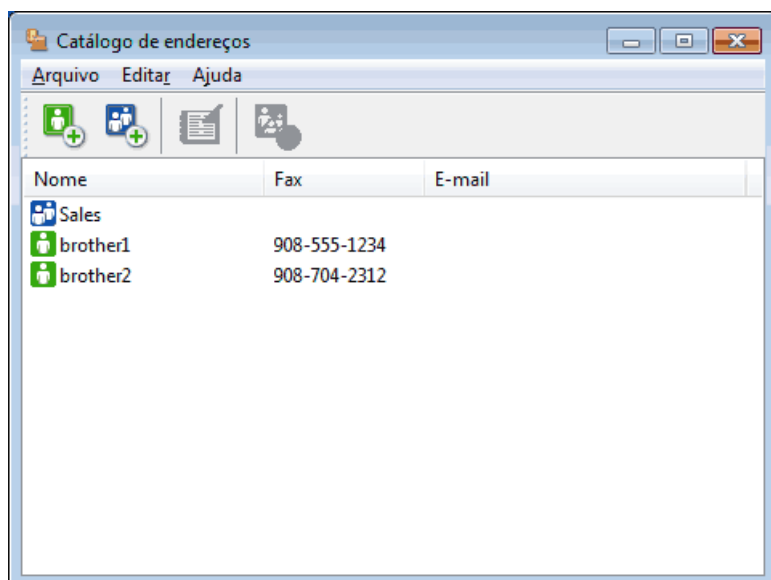 Catálogo de endereços
Arquivo Editar Ajuda
Nome Fax E-mail
Sales
brother1 908-555-1234
brother2 908-704-2312